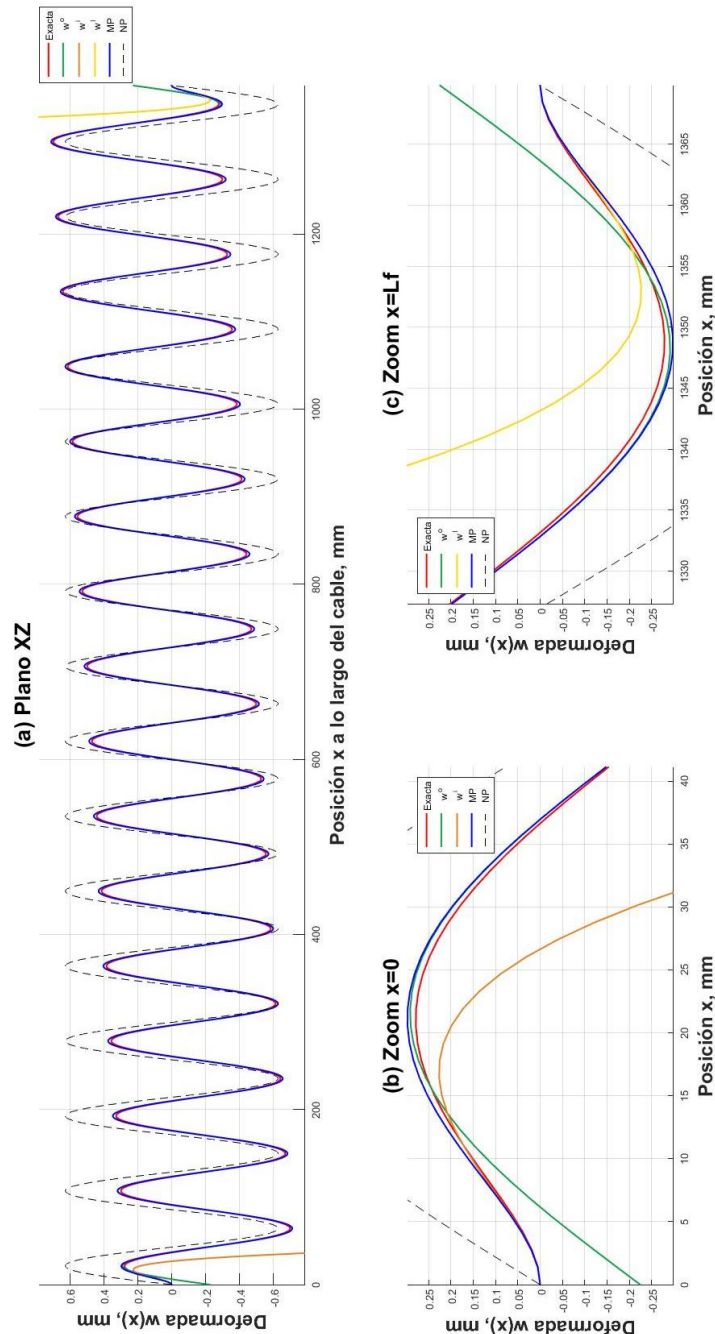 (a) Plano XZ
Exacta
w^o
w^i
w^i
MP
NP
Deformada w(x), mm
0.6
0.4
0.2
0
-0.2
-0.4
-0.6
0
200
400
600
800
1000
1200
Posición x a lo largo del cable, mm
(b) Zoom x=0
Exacta
w^o
w^i
MP
NP
Deformada w(x), mm
0.25
0.2
0.15
0.1
0.05
0
-0.05
-0.1
-0.15
-0.2
-0.25
0
5
10
15
20
25
30
35
40
Posición x, mm
(c) Zoom x=Lf
Exacta
w^o
w^l
MP
NP
Deformada w(x), mm
0.25
0.2
0.15
0.1
0.05
0
-0.05
-0.1
-0.15
-0.2
-0.25
1330
1335
1340
1345
1350
1355
1360
1365
Posición x, mm